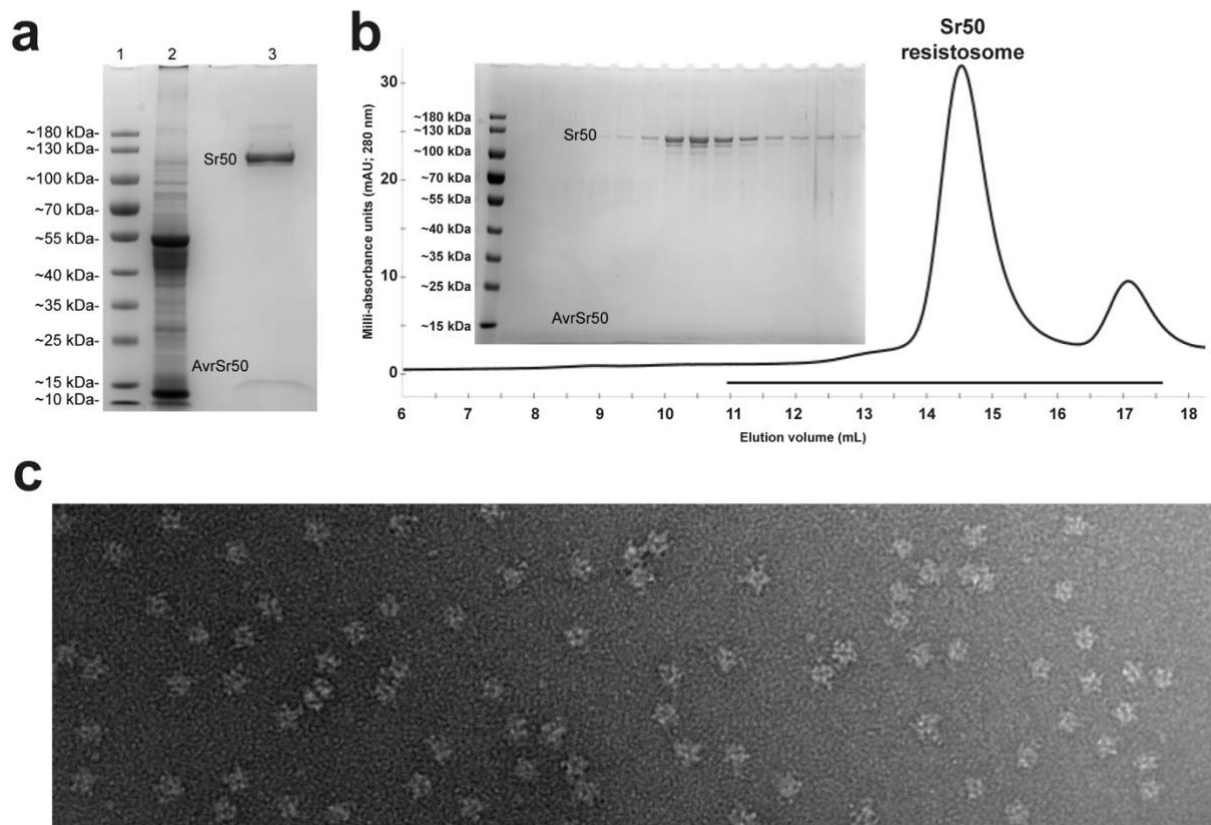 a
1 2 3
~180 kDa-
~130 kDa-
Sr50
~100 kDa-
~70 kDa-
~55 kDa-
~40 kDa-
~35 kDa-
~25 kDa-
AvrSr50
~15 kDa-
~10 kDa-
b
Sr50
resistosome
Milli-absorbance units (mAU; 280 nm)
30
20
10
0
~180 kDa
~130 kDa
Sr50
~100 kDa
~70 kDa
~55 kDa
~40 kDa
~35 kDa
~25 kDa
AvrSr50
~15 kDa
6 7 8 9 10 11 12 13 14 15 16 17 18
Elution volume (mL)
c